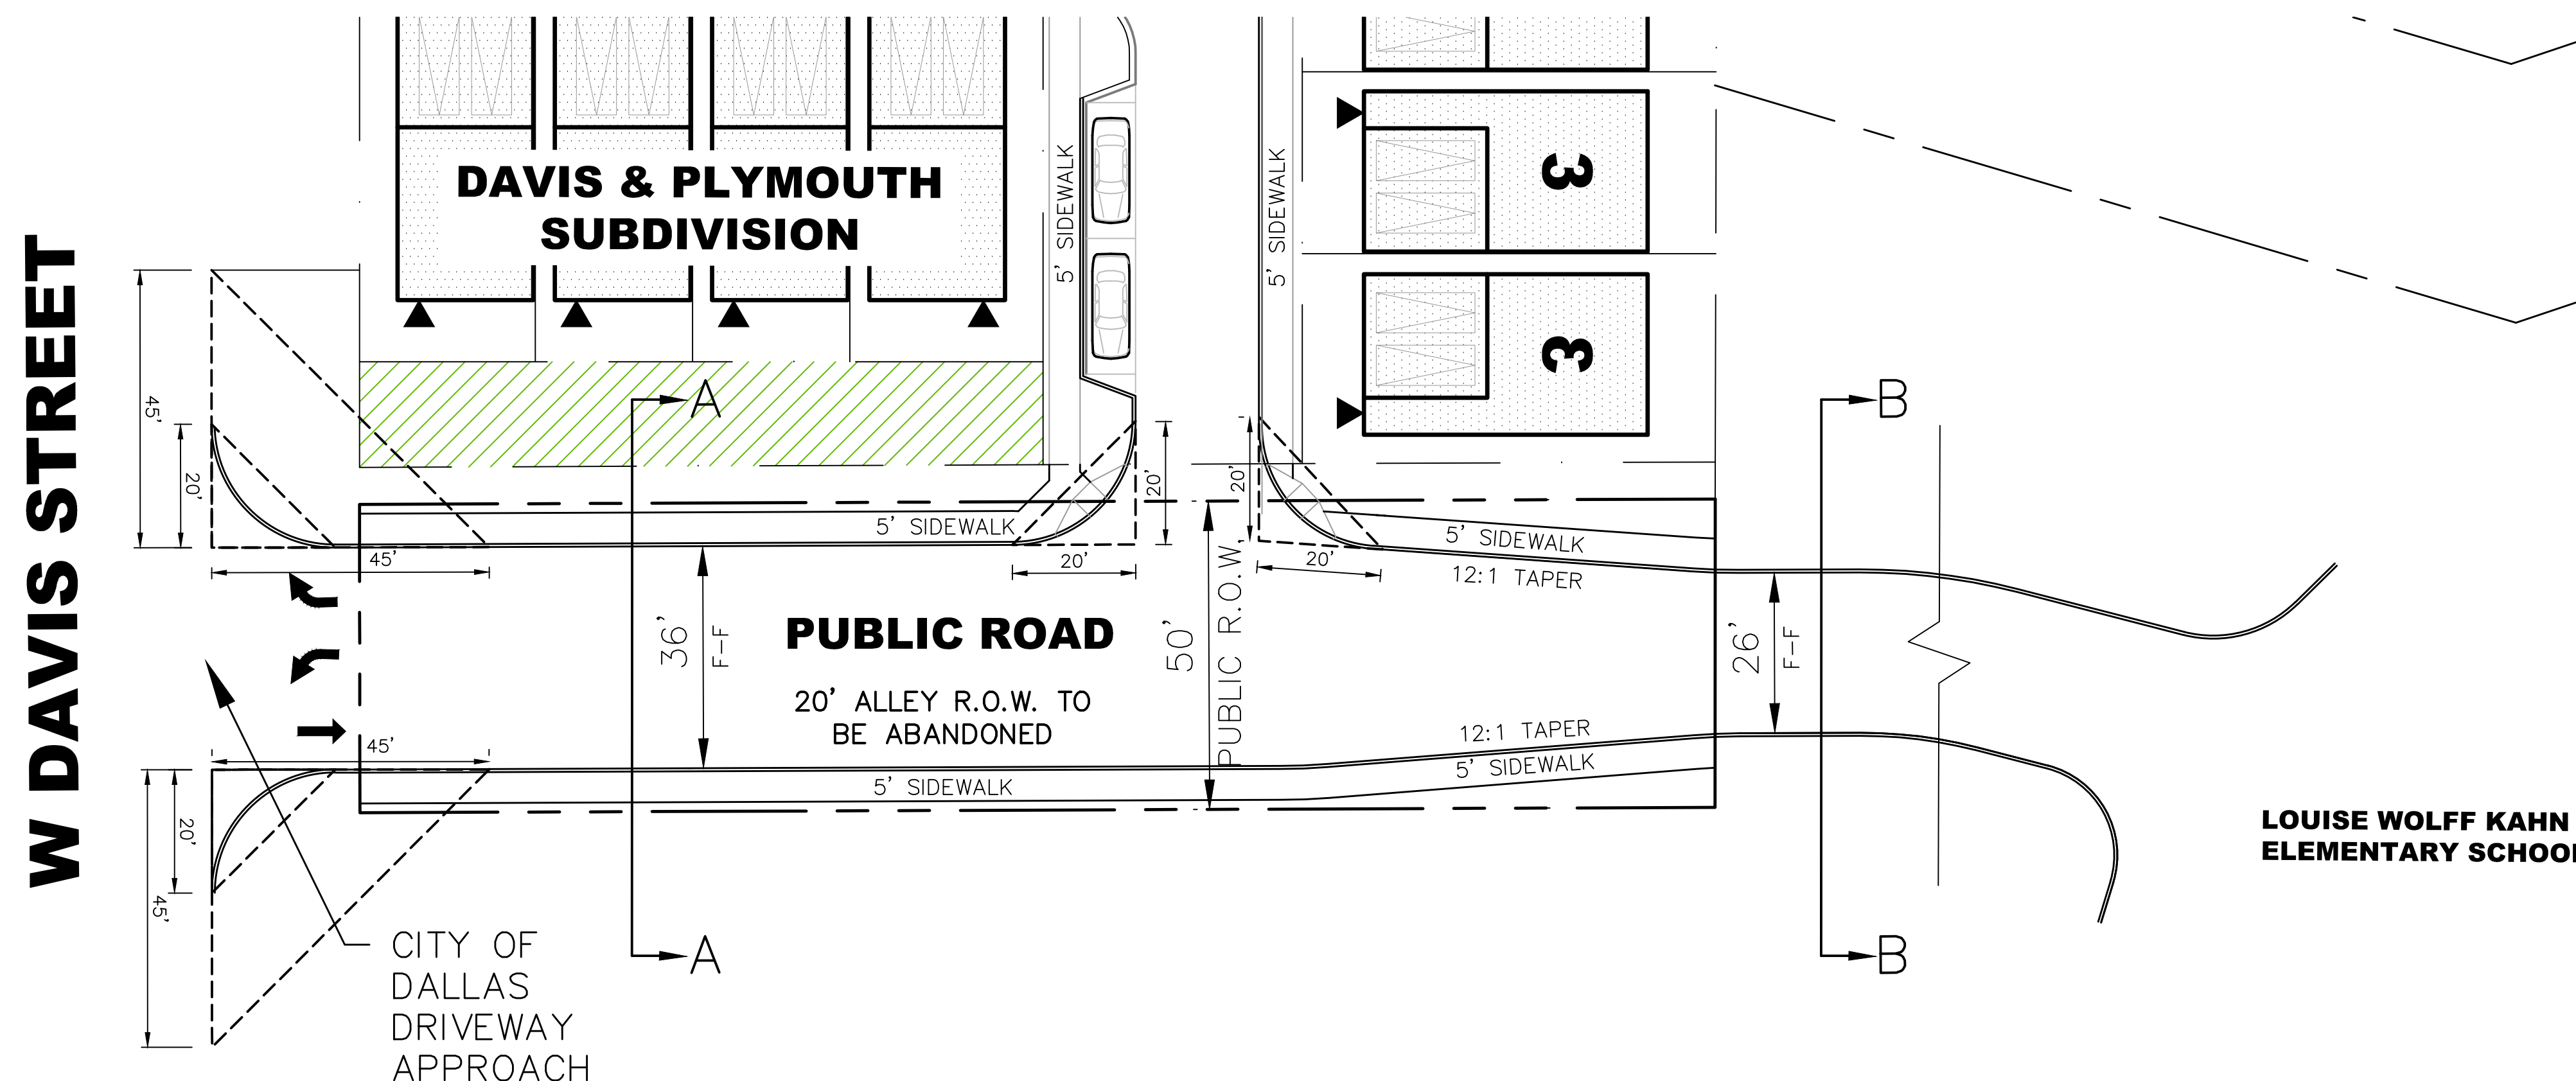 W DAVIS STREET
DAVIS & PLYMOUTH
SUBDIVISION
5' SIDEWALK
5' SIDEWALK
3
3
A
B
45'
20'
45'
20'
20'
20'
20'
5' SIDEWALK
5' SIDEWALK
12:1 TAPER
36'
F-F
PUBLIC ROAD
20' ALLEY R.O.W. TO
BE ABANDONED
50'
PUBLIC R.O.W.
26'
F-F
12:1 TAPER
5' SIDEWALK
45'
5' SIDEWALK
20'
45'
LOUISE WOLFF KAHN
ELEMENTARY SCHOO
A
B
CITY OF
DALLAS
DRIVEWAY
APPROACH